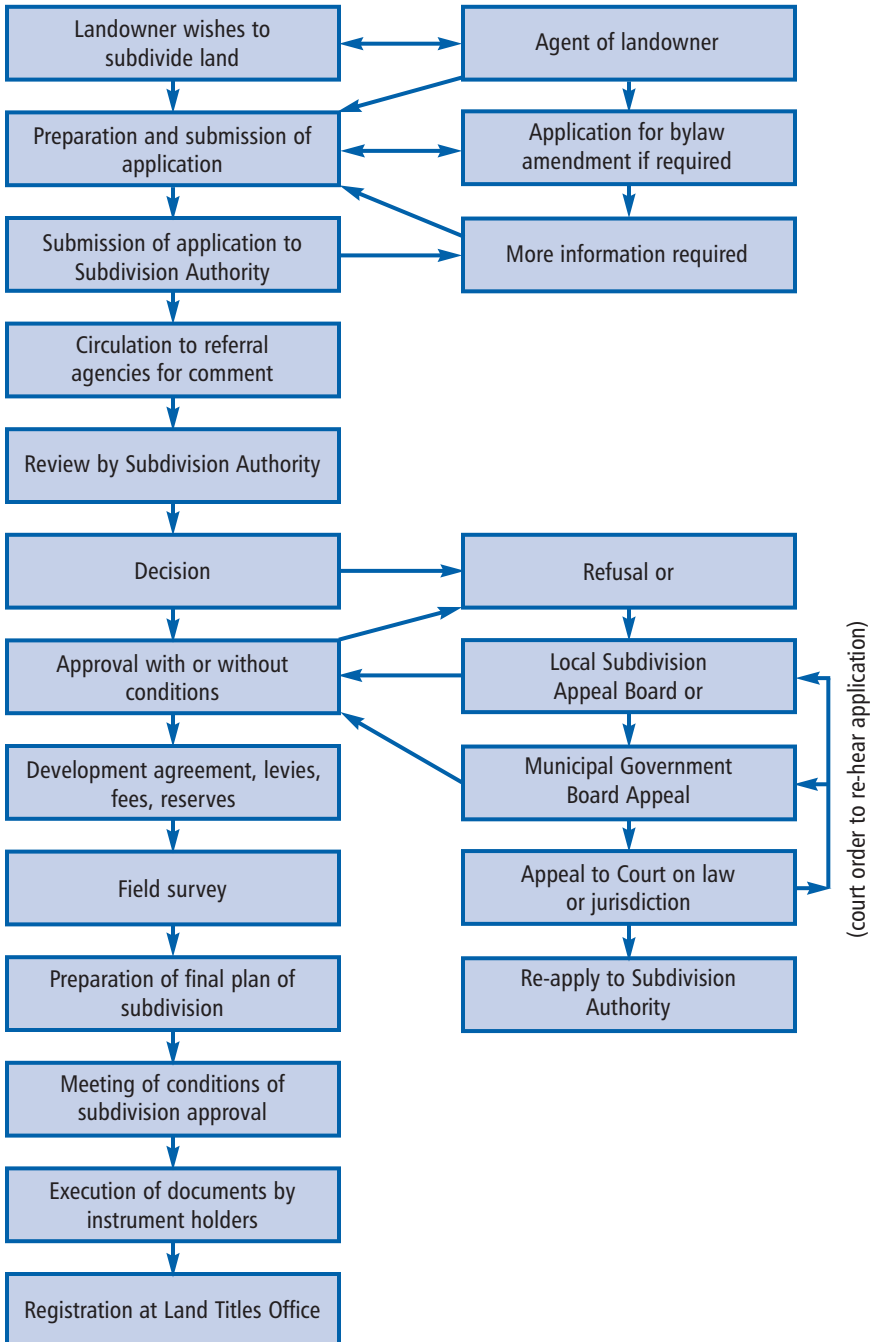 Landowner wishes to
subdivide land
Agent of landowner
Preparation and submission of
application
Application for bylaw
amendment if required
Submission of application to
Subdivision Authority
More information required
Circulation to referral
agencies for comment
Review by Subdivision Authority
Decision
Refusal or
Approval with or without
conditions
Local Subdivision
Appeal Board or
Development agreement, levies,
fees, reserves
Municipal Government
Board Appeal
Field survey
Appeal to Court on law
or jurisdiction
(court order to re-hear application)
Preparation of final plan of
subdivision
Re-apply to Subdivision
Authority
Meeting of conditions of
subdivision approval
Execution of documents by
instrument holders
Registration at Land Titles Office